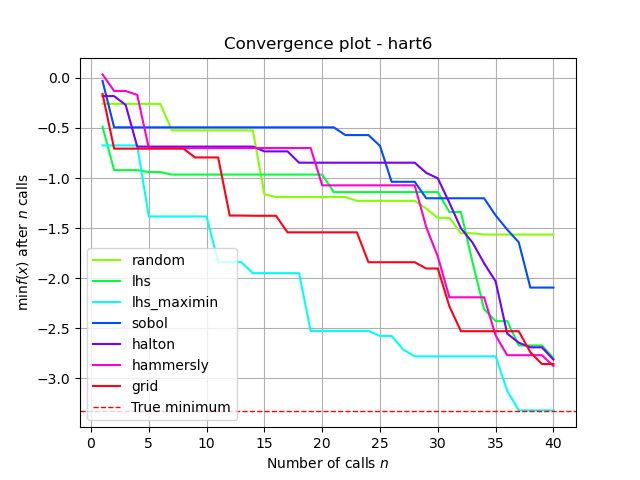 Convergence plot - hart6
min f(x) after n calls
0.0
−0.5
−1.0
−1.5
−2.0
−2.5
−3.0
random
lhs
lhs_maximin
sobol
halton
hammersly
grid
True minimum
0 5 10 15 20 25 30 35 40
Number of calls n